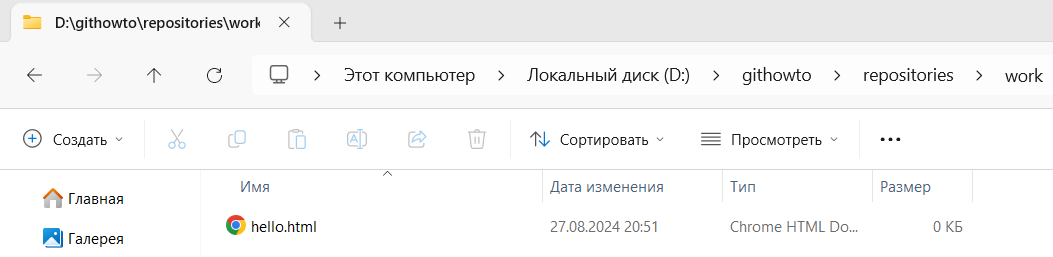 D:\githowto\repositories\work
Этот компьютер Локальный диск (D:) githowto repositories work
Создать Сортировать Просмотреть
Имя Дата изменения Тип Размер
Главная
hello.html 27.08.2024 20:51 Chrome HTML Do... 0 КБ
Галерея